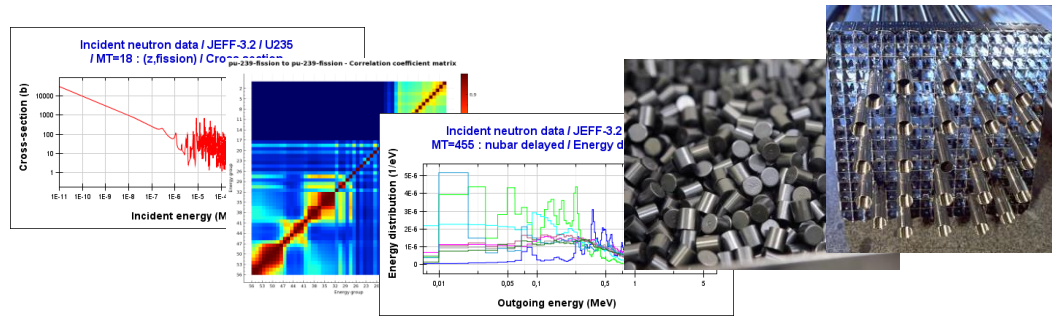 Incident neutron data / JEFF-3.2 / U235
/ MT=18 : (z,fission) / Cross section
Cross-section (b)
10000
1000
100
10
1
1E-11 1E-10 1E-9 1E-8 1E-7 1E-6 1E-5 1E-4
Incident energy (M
pu-239-fission to pu-239-fission - Correlation coefficient matrix
Energy group
Energy group
Incident neutron data / JEFF-3.2
MT=455 : nubar delayed / Energy d
Energy distribution (1/eV)
5E-6
4E-6
2E-6
1E-6
0
0,01 0,05 0,1 0,5 1 5
Outgoing energy (MeV)